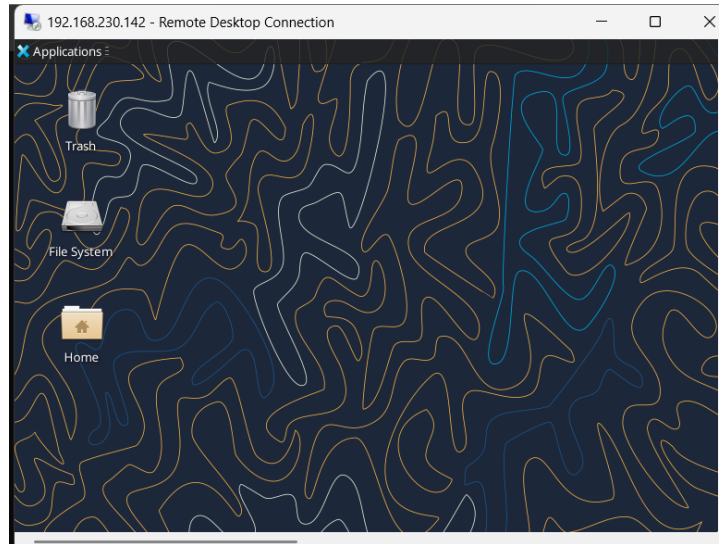 192.168.230.142 - Remote Desktop Connection
Applications
Trash
File System
Home